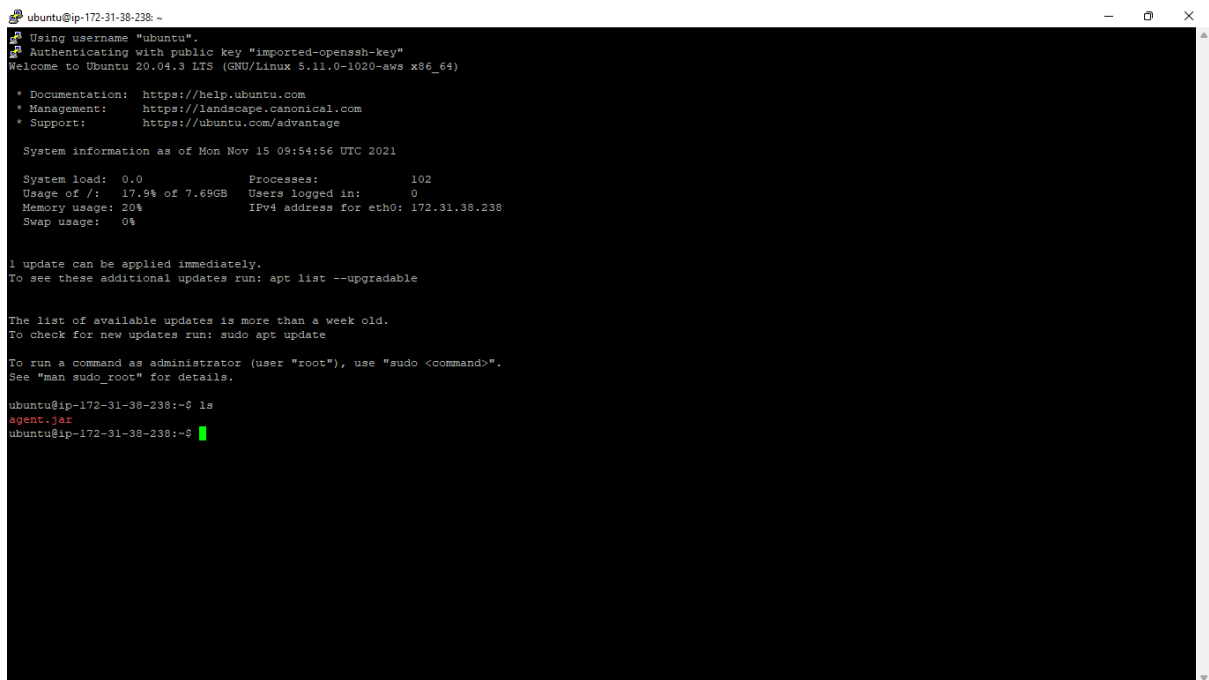 ubuntu@ip-172-31-38-238: ~
Using username "ubuntu".
Authenticating with public key "imported-openssh-key"
Welcome to Ubuntu 20.04.3 LTS (GNU/Linux 5.11.0-1020-aws x86_64)
* Documentation:  https://help.ubuntu.com
* Management:     https://landscape.canonical.com
* Support:        https://ubuntu.com/advantage
System information as of Mon Nov 15 09:54:56 UTC 2021
System load:  0.0                Processes:             102
Usage of /:   17.9% of 7.69GB   Users logged in:       0
Memory usage: 20%                IPv4 address for eth0: 172.31.38.238
Swap usage:   0%
1 update can be applied immediately.
To see these additional updates run: apt list --upgradable
The list of available updates is more than a week old.
To check for new updates run: sudo apt update
To run a command as administrator (user "root"), use "sudo <command>".
See "man sudo_root" for details.
ubuntu@ip-172-31-38-238:~$ ls
agent.jar
ubuntu@ip-172-31-38-238:~$